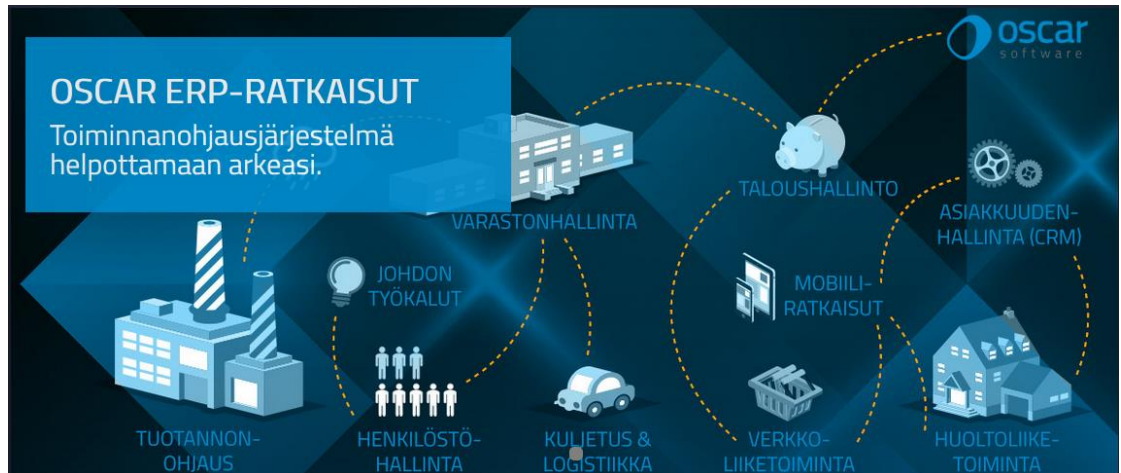 oscar
software
OSCAR ERP-RATKAISUT
Toiminnanohjausjärjestelmä
helpottamaan arkeasi.
VARASTONHALLINTA
TALOUSHALLINTO
ASIAKKUUDEN-
HALLINTA (CRM)
JOHDON
TYÖKALUT
MOBIILI-
RATKAISUT
TUOTANNON-
OHJAUS
HENKILÖSTÖ-
HALLINTA
KULJETUS &
LOGISTIIKKA
VERKKO-
LIIKETOIMINTA
HUOLTOLIIKE-
TOIMINTA